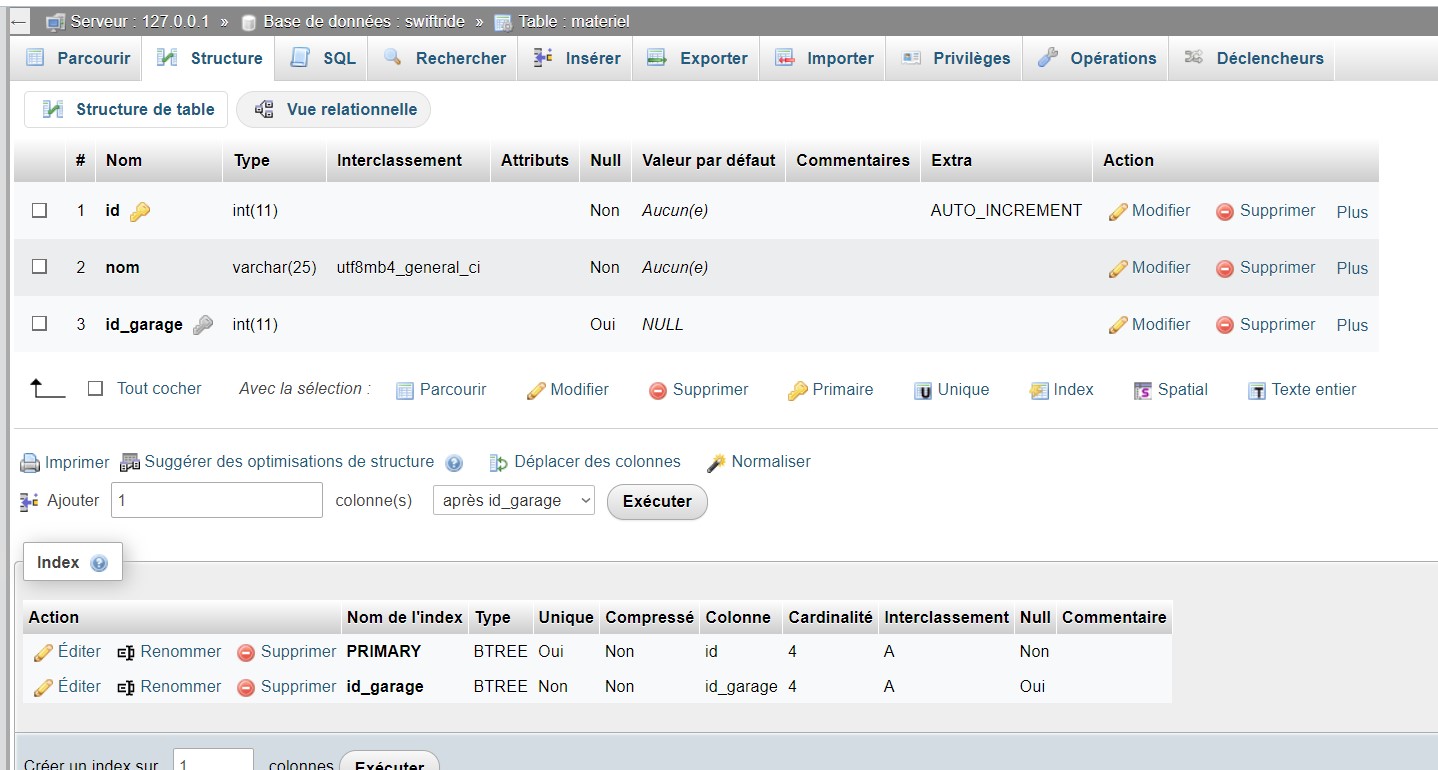 Serveur : 127.0.0.1 » Base de données : swiftride » Table : materiel
Parcourir Structure SQL Rechercher Insérer Exporter Importer Privilèges Opérations Déclencheurs
Structure de table Vue relationnelle
# Nom Type Interclassement Attributs Null Valeur par défaut Commentaires Extra Action
1 id int(11) Non Aucun(e) AUTO_INCREMENT Modifier Supprimer Plus
2 nom varchar(25) utf8mb4_general_ci Non Aucun(e) Modifier Supprimer Plus
3 id_garage int(11) Oui NULL Modifier Supprimer Plus
Tout cocher Avec la sélection : Parcourir Modifier Supprimer Primaire Unique Index Spatial Texte entier
Imprimer Suggérer des optimisations de structure Déplacer des colonnes Normaliser
Ajouter 1 colonne(s) après id_garage Exécuter
Index
Action Nom de l'index Type Unique Compressé Colonne Cardinalité Interclassement Null Commentaire
Éditer Renommer Supprimer PRIMARY BTREE Oui Non id 4 A Non
Éditer Renommer Supprimer id_garage BTREE Non Non id_garage 4 A Oui
Créer un index sur 1 colonnes Exécuter